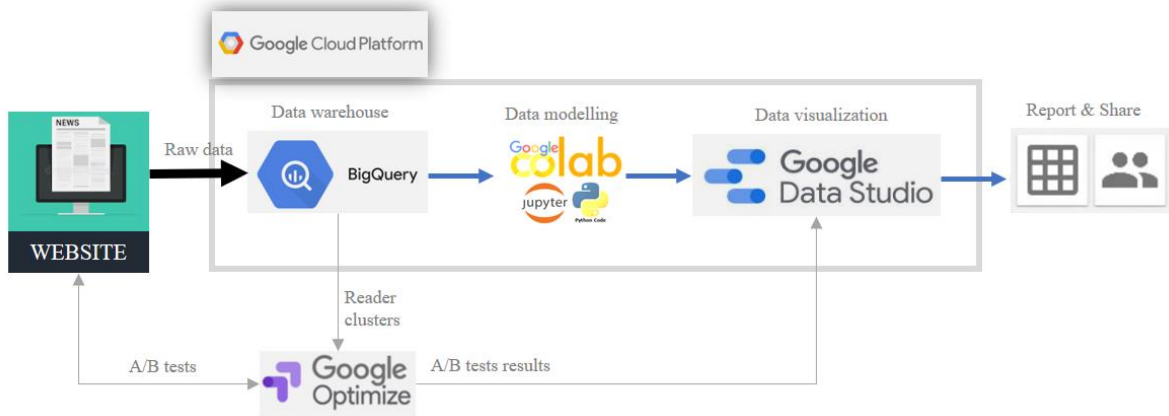 Google Cloud Platform
Data warehouse
Data modelling
Data visualization
Report & Share
NEWS
Raw data
BigQuery
Google
colab
jupyter
Python Code
Google
Data Studio
WEBSITE
Reader
clusters
A/B tests
Google
Optimize
A/B tests results